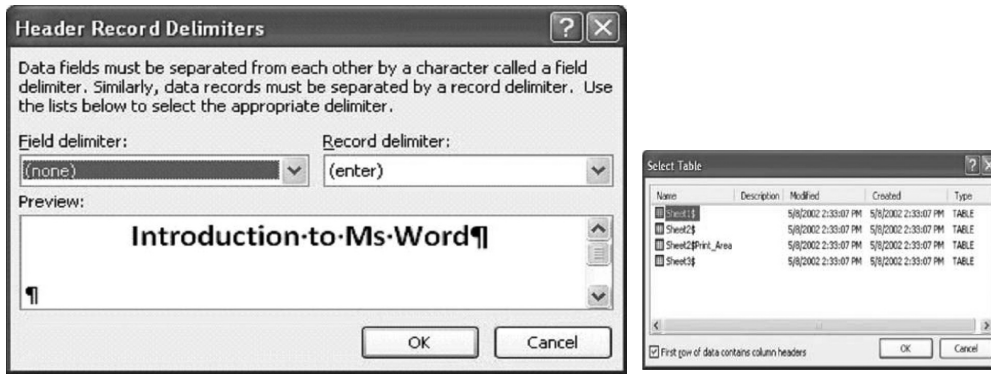 Header Record Delimiters
Data fields must be separated from each other by a character called a field
delimiter. Similarly, data records must be separated by a record delimiter. Use
the lists below to select the appropriate delimiter.
Field delimiter: Record delimiter:
(none) (enter)
Preview:
Introduction·to·Ms·Word¶
¶
OK Cancel
Select Table
Name Description Modified Created Type
Sheet1$ 5/8/2002 2:33:07 PM 5/8/2002 2:33:07 PM TABLE
Sheet2$ 5/8/2002 2:33:07 PM 5/8/2002 2:33:07 PM TABLE
Sheet2$Print_Area 5/8/2002 2:33:07 PM 5/8/2002 2:33:07 PM TABLE
Sheet3$ 5/8/2002 2:33:07 PM 5/8/2002 2:33:07 PM TABLE
First row of data contains column headers OK Cancel